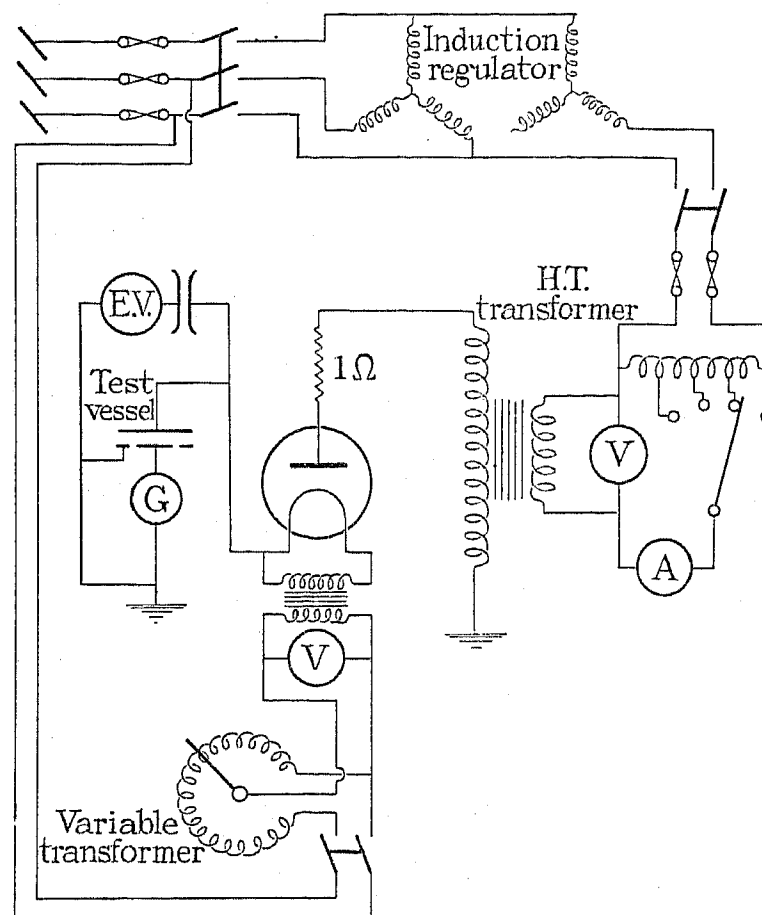 Induction
regulator
H.T.
transformer
E.V.
1Ω
Test
vessel
V
G
A
V
Variable
transformer